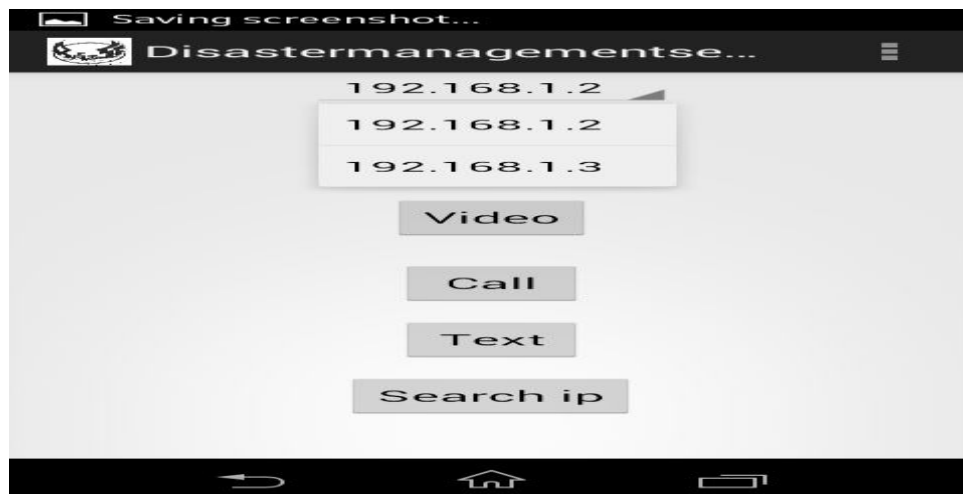 Saving screenshot...
Disastermanagementse...
192.168.1.2
192.168.1.2
192.168.1.3
Video
Call
Text
Search ip